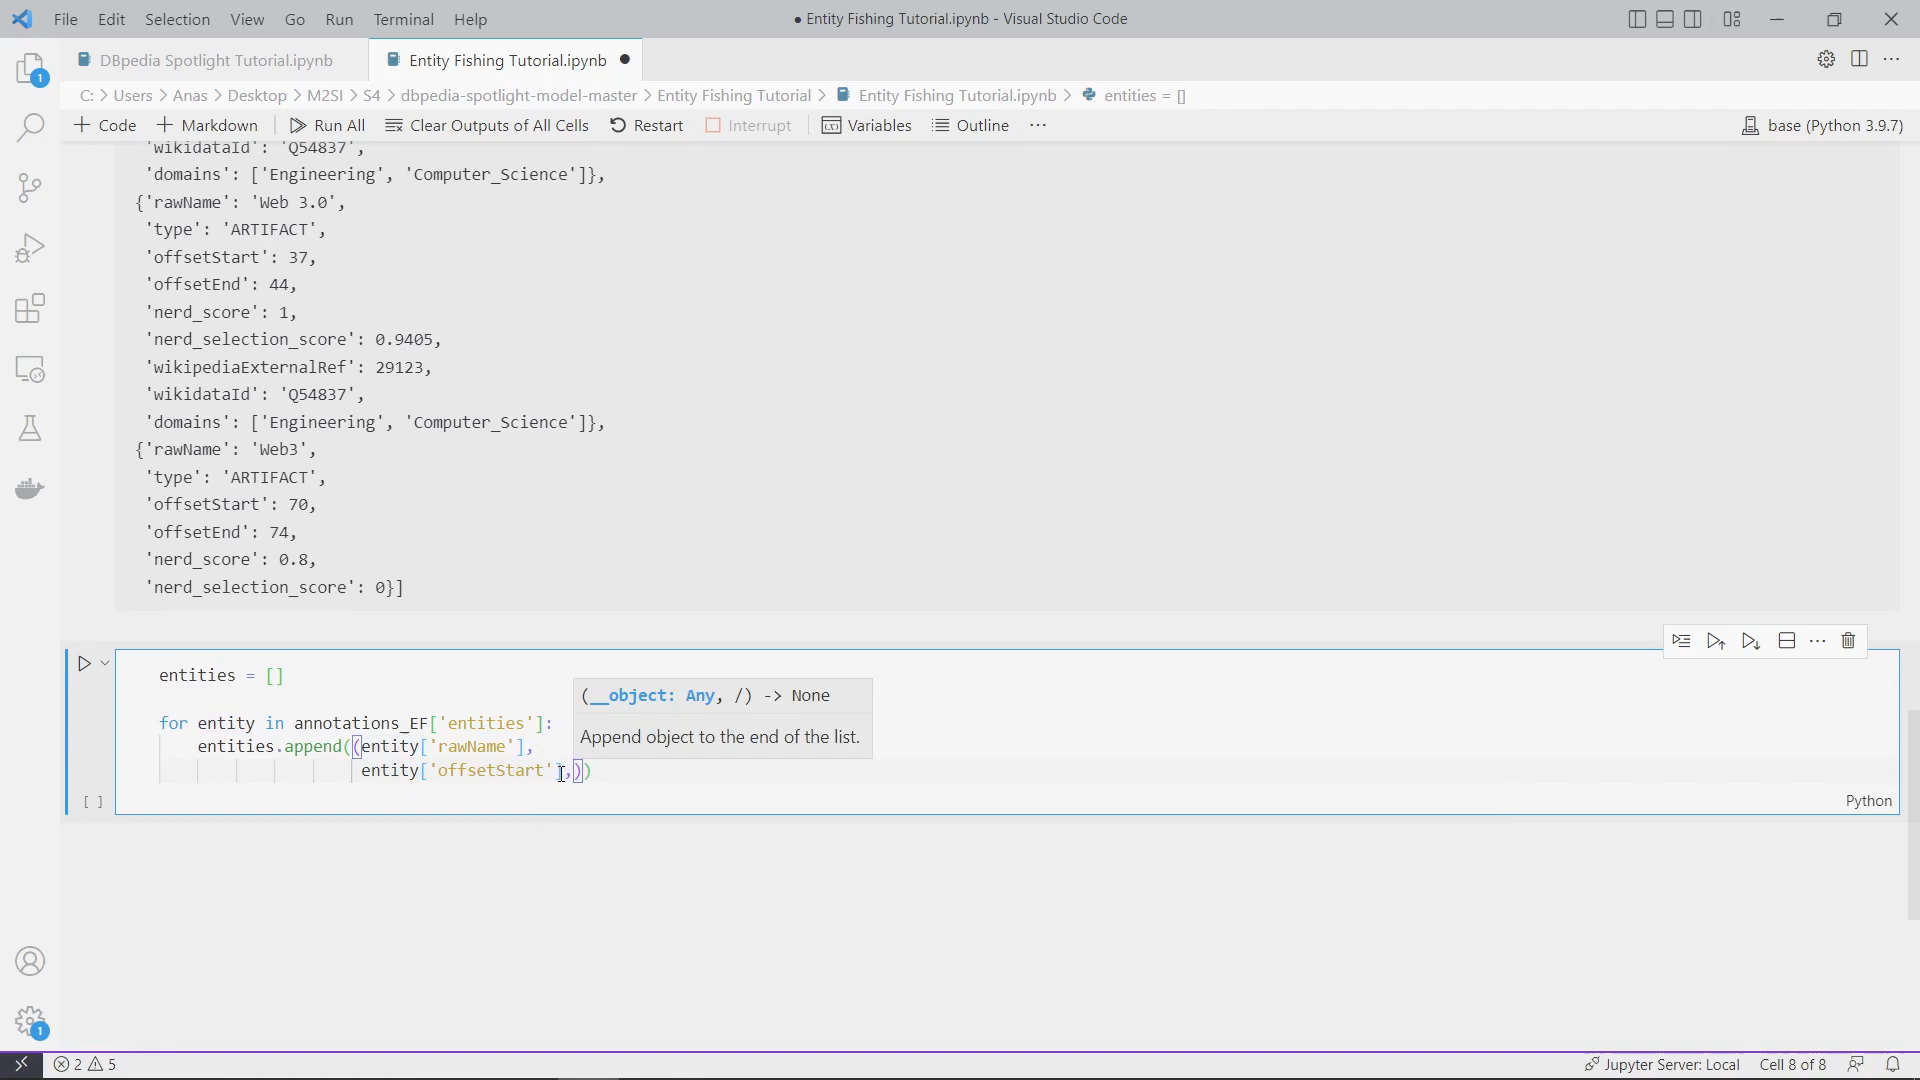 File Edit Selection View Go Run Terminal Help
● Entity Fishing Tutorial.ipynb - Visual Studio Code
DBpedia Spotlight Tutorial.ipynb
Entity Fishing Tutorial.ipynb ●
C: > Users > Anas > Desktop > M2SI > S4 > dbpedia-spotlight-model-master > Entity Fishing Tutorial > Entity Fishing Tutorial.ipynb > entities = []
+ Code + Markdown Run All Clear Outputs of All Cells Restart Interrupt Variables Outline ···
base (Python 3.9.7)
'wikidataId': 'Q54837',
'domains': ['Engineering', 'Computer_Science']},
{'rawName': 'Web 3.0',
'type': 'ARTIFACT',
'offsetStart': 37,
'offsetEnd': 44,
'nerd_score': 1,
'nerd_selection_score': 0.9405,
'wikipediaExternalRef': 29123,
'wikidataId': 'Q54837',
'domains': ['Engineering', 'Computer_Science']},
{'rawName': 'Web3',
'type': 'ARTIFACT',
'offsetStart': 70,
'offsetEnd': 74,
'nerd_score': 0.8,
'nerd_selection_score': 0}]
entities = []
(__object: Any, /) -> None
for entity in annotations_EF['entities']:
Append object to the end of the list.
entities.append((entity['rawName'],
entity['offsetStart'],))
[ ]
Python
1
1
2 5
Jupyter Server: Local Cell 8 of 8